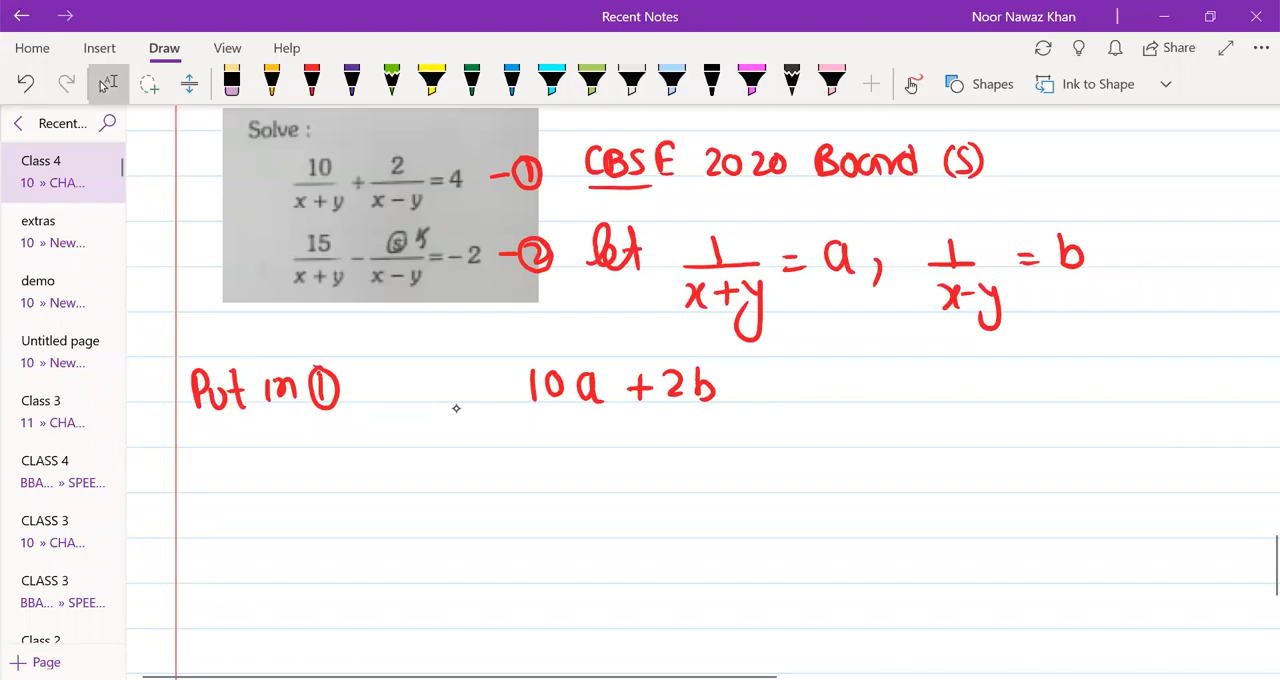 Recent Notes
Noor Nawaz Khan
Home Insert Draw View Help
Share
Shapes
Ink to Shape
Recent...
Class 4
10 » CHA...
extras
10 » New...
demo
10 » New...
Untitled page
10 » New...
Class 3
11 » CHA...
CLASS 4
BBA... » SPEE...
CLASS 3
10 » CHA...
CLASS 3
BBA... » SPEE...
Class 2
+ Page
Solve :
10/(x + y) + 2/(x − y) = 4 - ① CBSE 2020 Board (S)
15/(x + y) − 5/(x − y) = − 2 - ② let 1/(x+y) = a, 1/(x-y) = b
Put in ① 10a + 2b